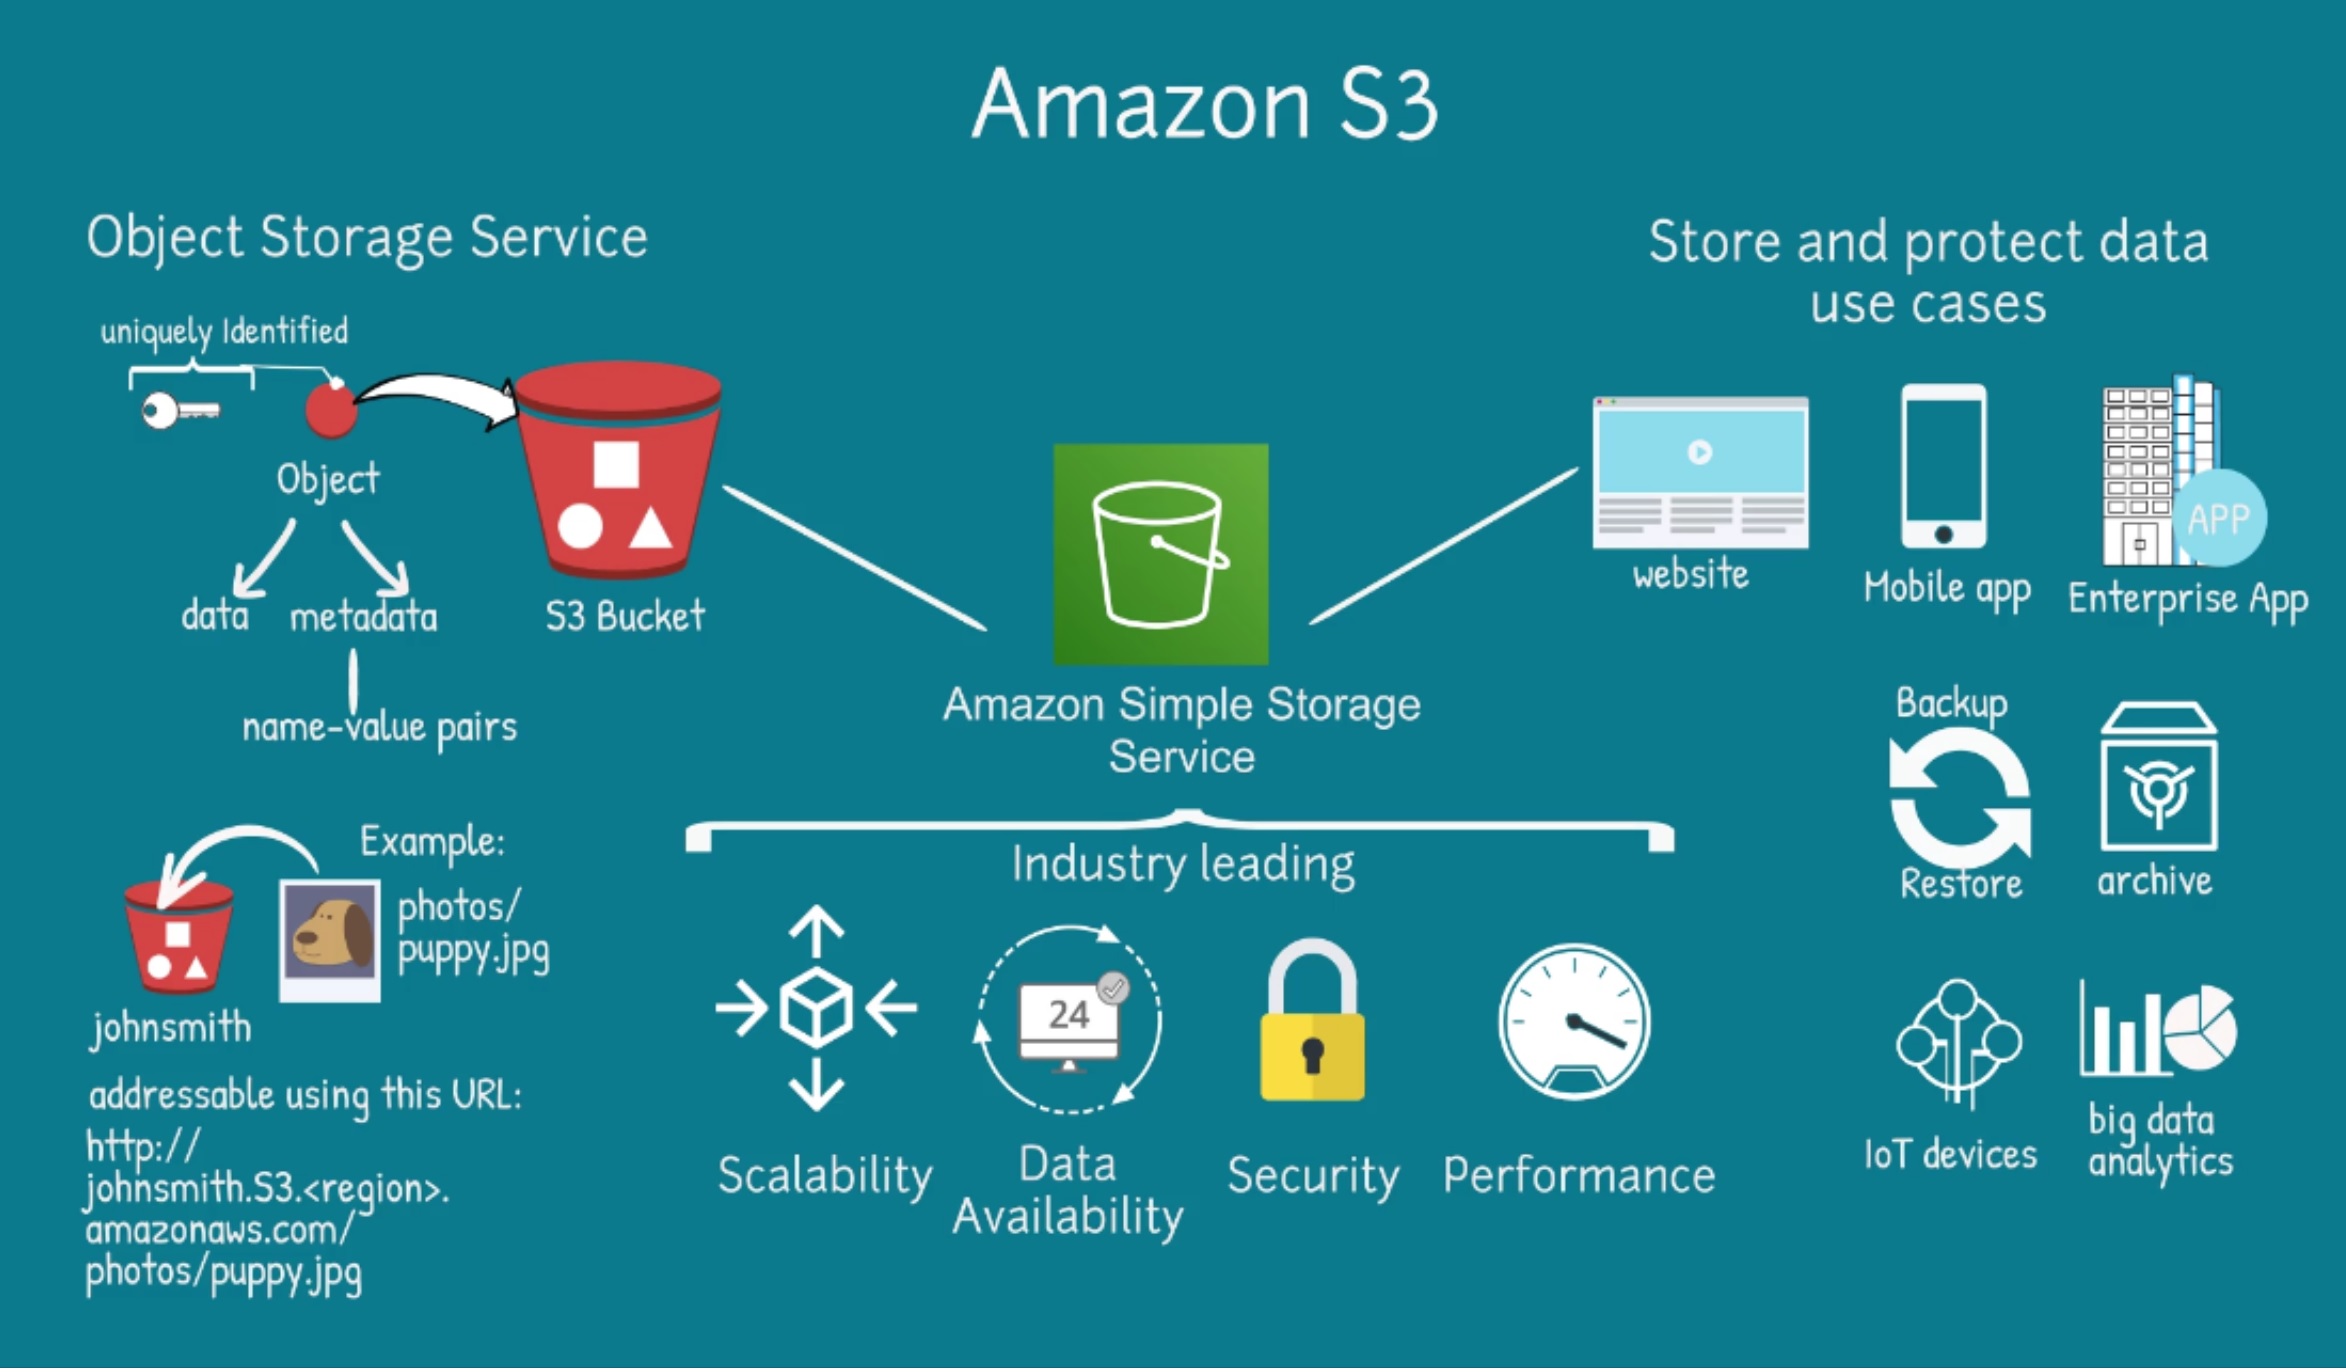 Amazon S3
Object Storage Service
uniquely Identified
Object
data
metadata
name-value pairs
S3 Bucket
Example:
photos/
puppy.jpg
johnsmith
addressable using this URL:
http://
johnsmith.S3.<region>.
amazonaws.com/
photos/puppy.jpg
Amazon Simple Storage
Service
Industry leading
24
Scalability
Data
Availability
Security
Performance
Store and protect data
use cases
website
Mobile app
APP
Enterprise App
Backup
Restore
archive
IoT devices
big data
analytics